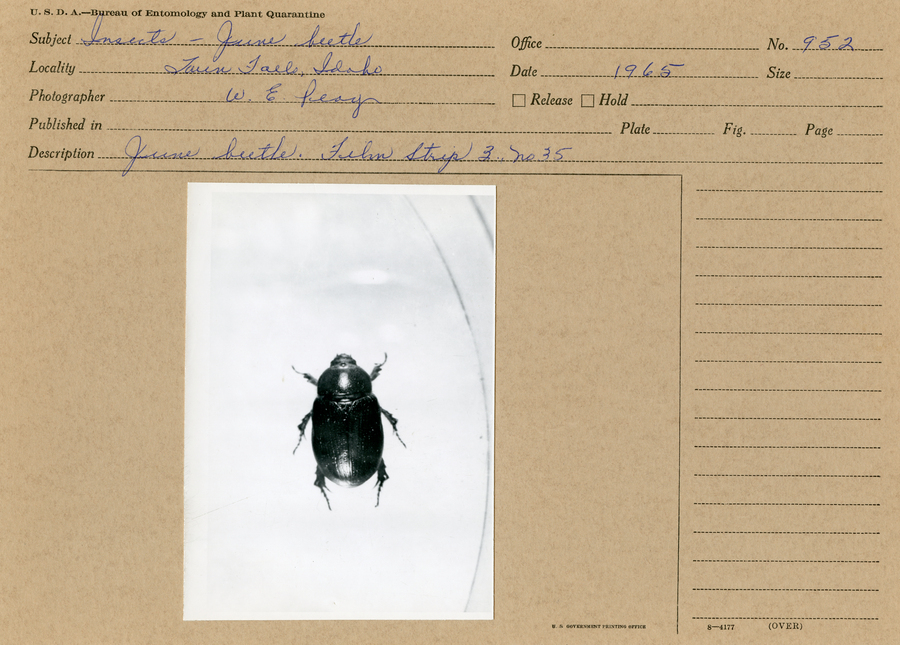 U. S. D. A.—Bureau of Entomology and Plant Quarantine
Subject Insects - June beetle Office No. 952
Locality Twin Falls, Idaho Date 1965 Size
Photographer W. E Peay ☐ Release ☐ Hold
Published in Plate Fig. Page
Description June beetle. Film Strip 3. No 35
U. S. GOVERNMENT PRINTING OFFICE 8—4177 (OVER)